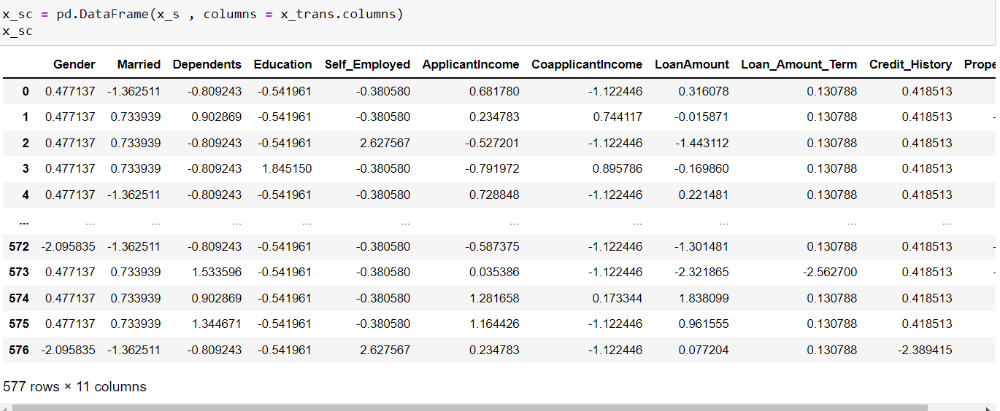 x_sc = pd.DataFrame(x_s , columns = x_trans.columns)
x_sc
Gender Married Dependents Education Self_Employed ApplicantIncome CoapplicantIncome LoanAmount Loan_Amount_Term Credit_History Prope
0 0.477137 -1.362511 -0.809243 -0.541961 -0.380580 0.681780 -1.122446 0.316078 0.130788 0.418513
1 0.477137 0.733939 0.902869 -0.541961 -0.380580 0.234783 0.744117 -0.015871 0.130788 0.418513 -
2 0.477137 0.733939 -0.809243 -0.541961 2.627567 -0.527201 -1.122446 -1.443112 0.130788 0.418513
3 0.477137 0.733939 -0.809243 1.845150 -0.380580 -0.791972 0.895786 -0.169860 0.130788 0.418513
4 0.477137 -1.362511 -0.809243 -0.541961 -0.380580 0.728848 -1.122446 0.221481 0.130788 0.418513
... ... ... ... ... ... ... ... ... ... ...
572 -2.095835 -1.362511 -0.809243 -0.541961 -0.380580 -0.587375 -1.122446 -1.301481 0.130788 0.418513 -
573 0.477137 0.733939 1.533596 -0.541961 -0.380580 0.035386 -1.122446 -2.321865 -2.562700 0.418513 -
574 0.477137 0.733939 0.902869 -0.541961 -0.380580 1.281658 0.173344 1.838099 0.130788 0.418513
575 0.477137 0.733939 1.344671 -0.541961 -0.380580 1.164426 -1.122446 0.961555 0.130788 0.418513
576 -2.095835 -1.362511 -0.809243 -0.541961 2.627567 0.234783 -1.122446 0.077204 0.130788 -2.389415
577 rows × 11 columns